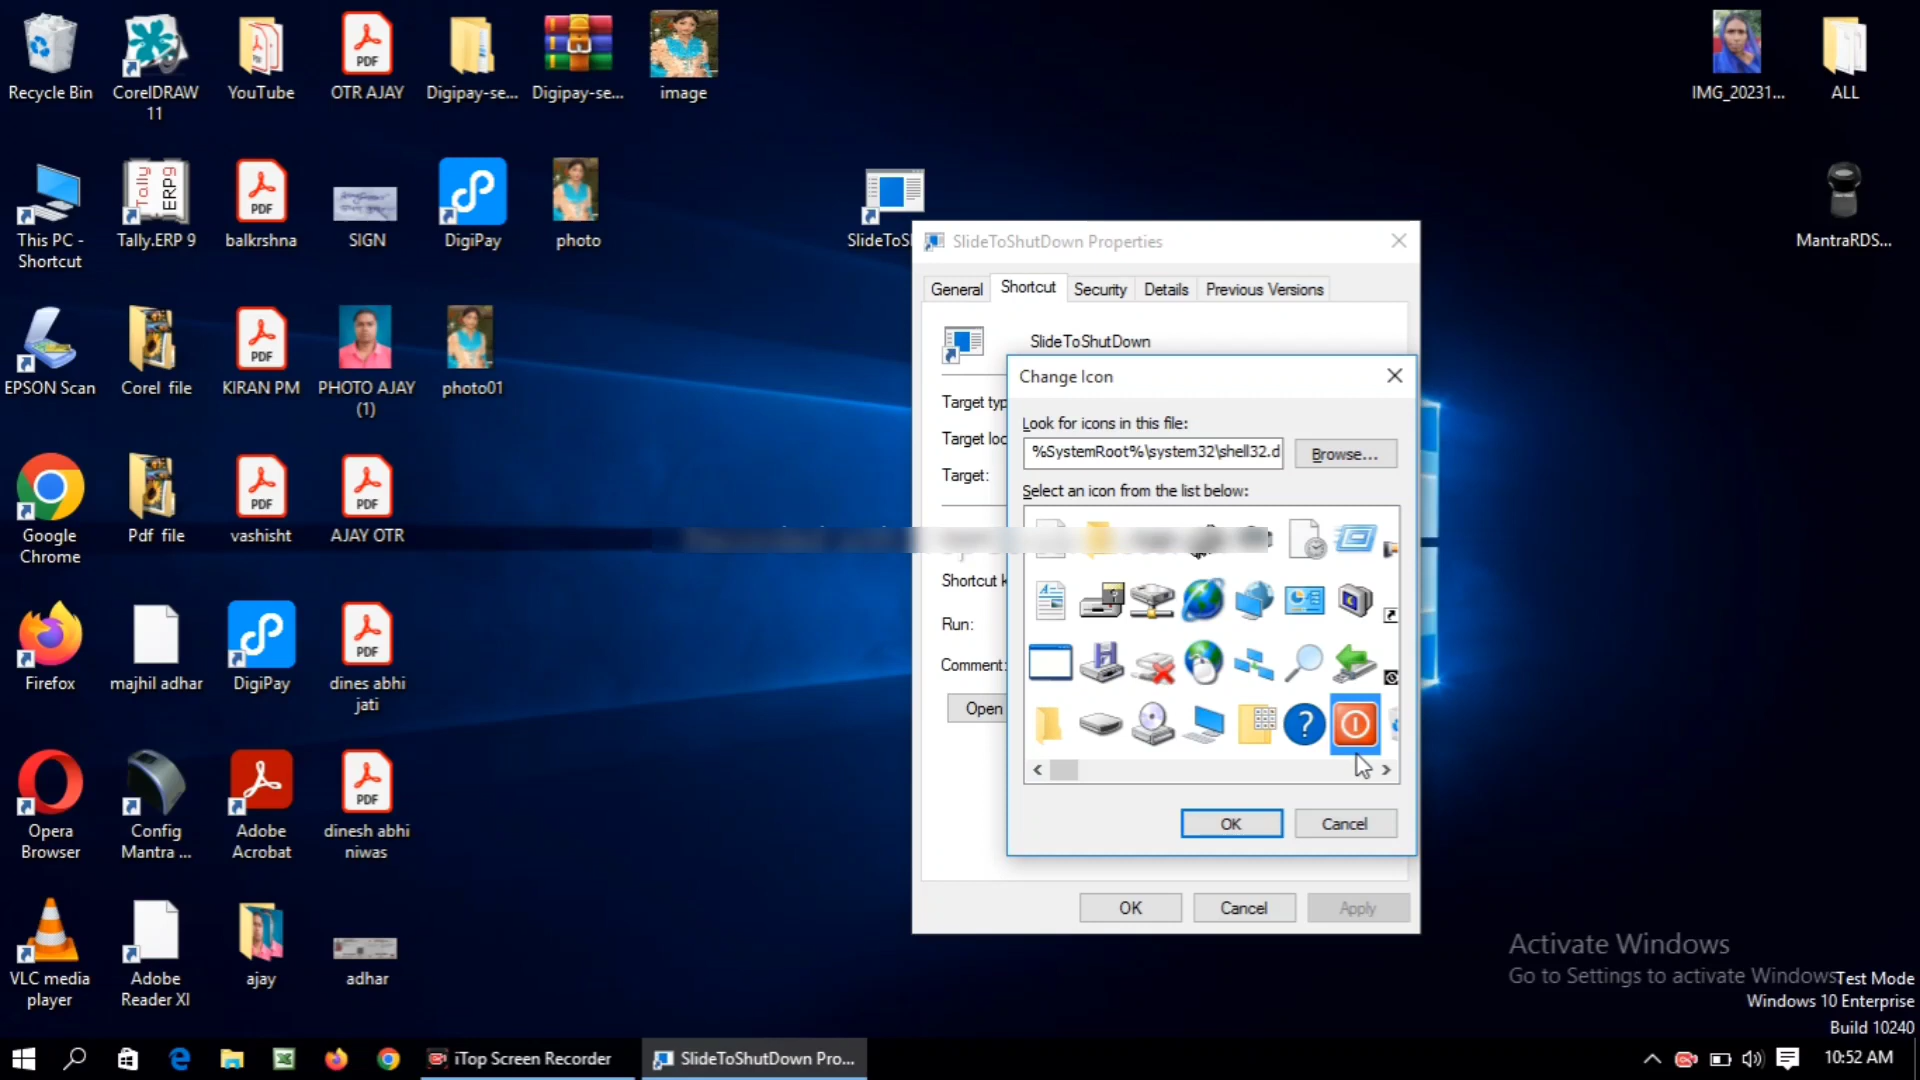 Recycle Bin
CorelDRAW
11
YouTube
OTR AJAY
Digipay-se...
Digipay-se...
image
IMG_20231...
ALL
This PC -
Shortcut
Tally.ERP 9
balkrshna
SIGN
DigiPay
photo
SlideToS
MantraRDS...
EPSON Scan
Corel file
KIRAN PM
PHOTO AJAY
(1)
photo01
Google
Chrome
Pdf file
vashisht
AJAY OTR
Firefox
majhil adhar
DigiPay
dines abhi
jati
Opera
Browser
Config
Mantra ...
Adobe
Acrobat
dinesh abhi
niwas
VLC media
player
Adobe
Reader XI
ajay
adhar
SlideToShutDown Properties
General
Shortcut
Security
Details
Previous Versions
SlideToShutDown
Target typ
Target loc
Target:
Shortcut k
Run:
Comment:
Open
Change Icon
Look for icons in this file:
%SystemRoot%\system32\shell32.d
Browse...
Select an icon from the list below:
OK
Cancel
OK
Cancel
Apply
Activate Windows
Go to Settings to activate Windows
Test Mode
Windows 10 Enterprise
Build 10240
iTop Screen Recorder
SlideToShutDown Pro...
10:52 AM